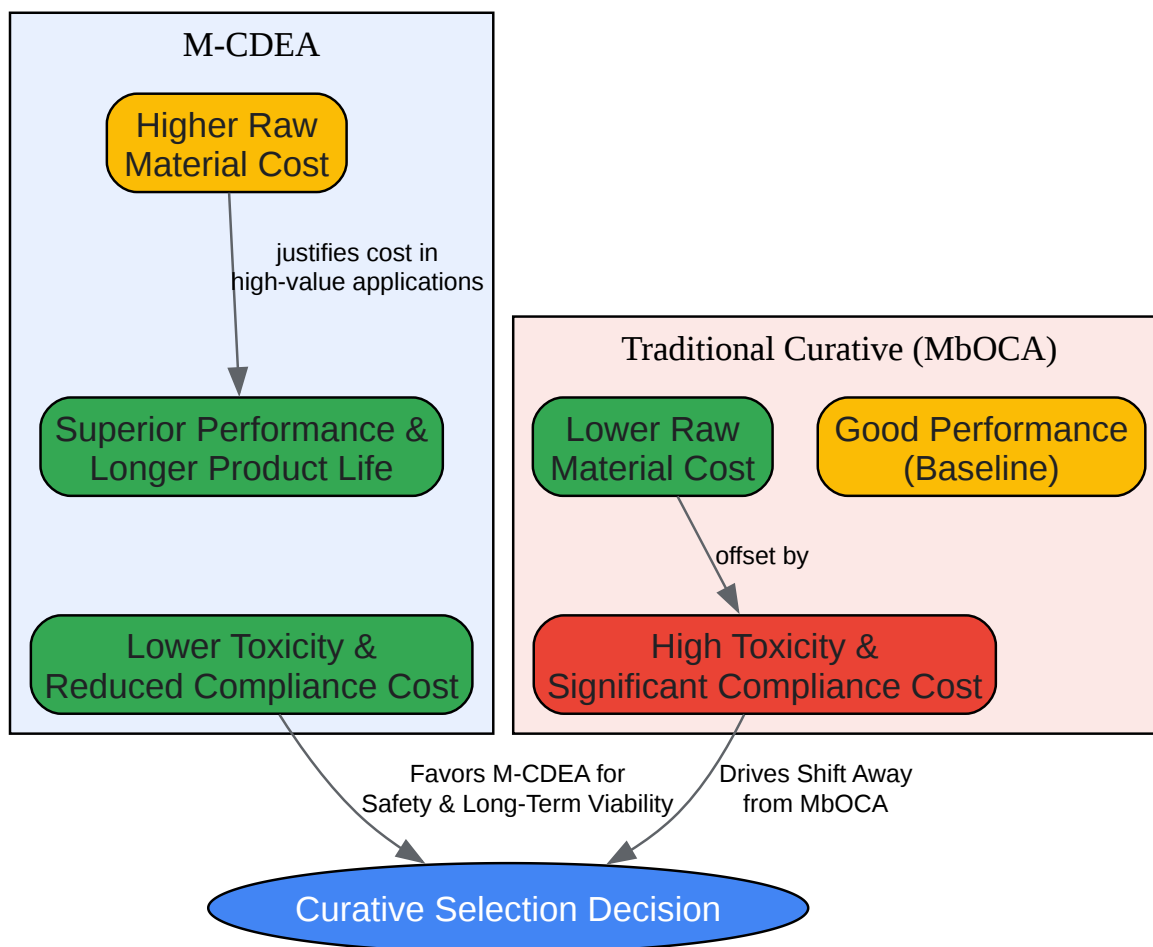 M-CDEA
Higher Raw
Material Cost
justifies cost in
high-value applications
Superior Performance &
Longer Product Life
Lower Toxicity &
Reduced Compliance Cost
Traditional Curative (MbOCA)
Lower Raw
Material Cost
Good Performance
(Baseline)
offset by
High Toxicity &
Significant Compliance Cost
Favors M-CDEA for
Safety & Long-Term Viability
Drives Shift Away
from MbOCA
Curative Selection Decision